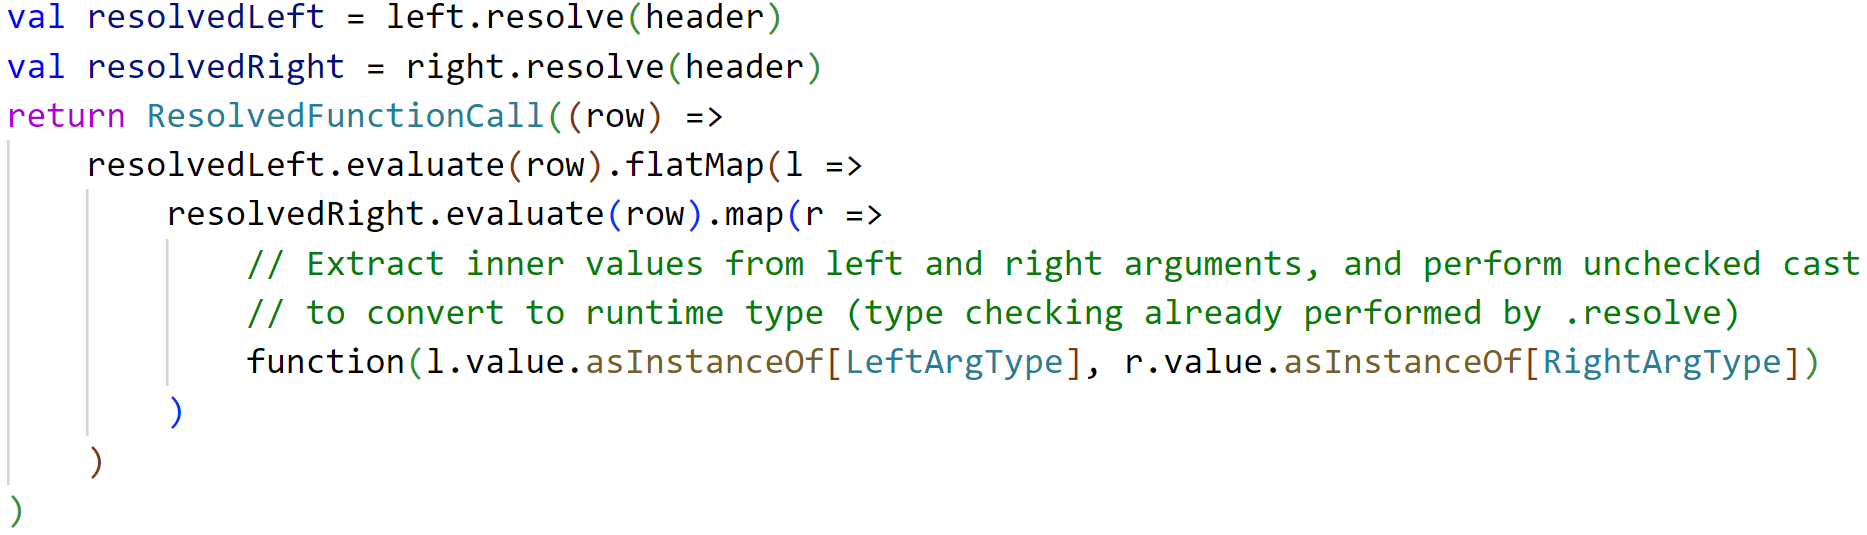 val resolvedLeft = left.resolve(header)
val resolvedRight = right.resolve(header)
return ResolvedFunctionCall((row) =>
    resolvedLeft.evaluate(row).flatMap(l =>
        resolvedRight.evaluate(row).map(r =>
            // Extract inner values from left and right arguments, and perform unchecked cast
            // to convert to runtime type (type checking already performed by .resolve)
            function(l.value.asInstanceOf[LeftArgType], r.value.asInstanceOf[RightArgType])
        )
    )
)